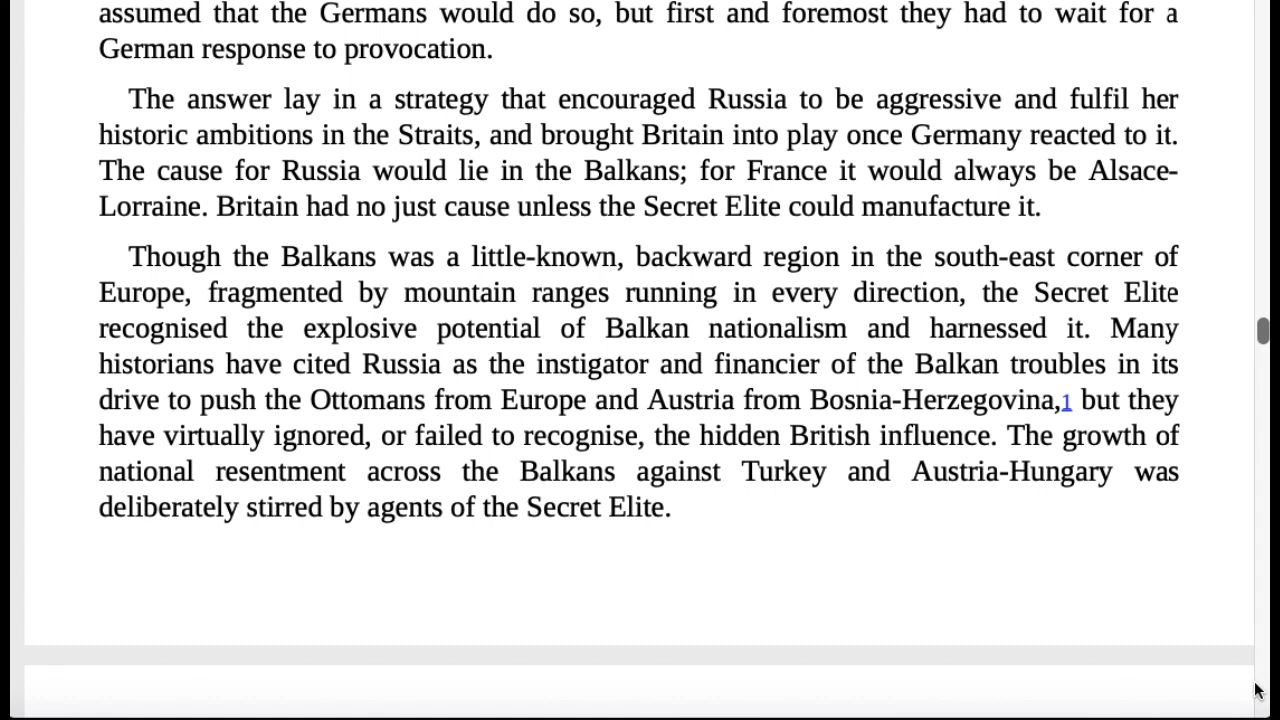 assumed that the Germans would do so, but first and foremost they had to wait for a
German response to provocation.
The answer lay in a strategy that encouraged Russia to be aggressive and fulfil her
historic ambitions in the Straits, and brought Britain into play once Germany reacted to it.
The cause for Russia would lie in the Balkans; for France it would always be Alsace-
Lorraine. Britain had no just cause unless the Secret Elite could manufacture it.
Though the Balkans was a little-known, backward region in the south-east corner of
Europe, fragmented by mountain ranges running in every direction, the Secret Elite
recognised the explosive potential of Balkan nationalism and harnessed it. Many
historians have cited Russia as the instigator and financier of the Balkan troubles in its
drive to push the Ottomans from Europe and Austria from Bosnia-Herzegovina,1 but they
have virtually ignored, or failed to recognise, the hidden British influence. The growth of
national resentment across the Balkans against Turkey and Austria-Hungary was
deliberately stirred by agents of the Secret Elite.